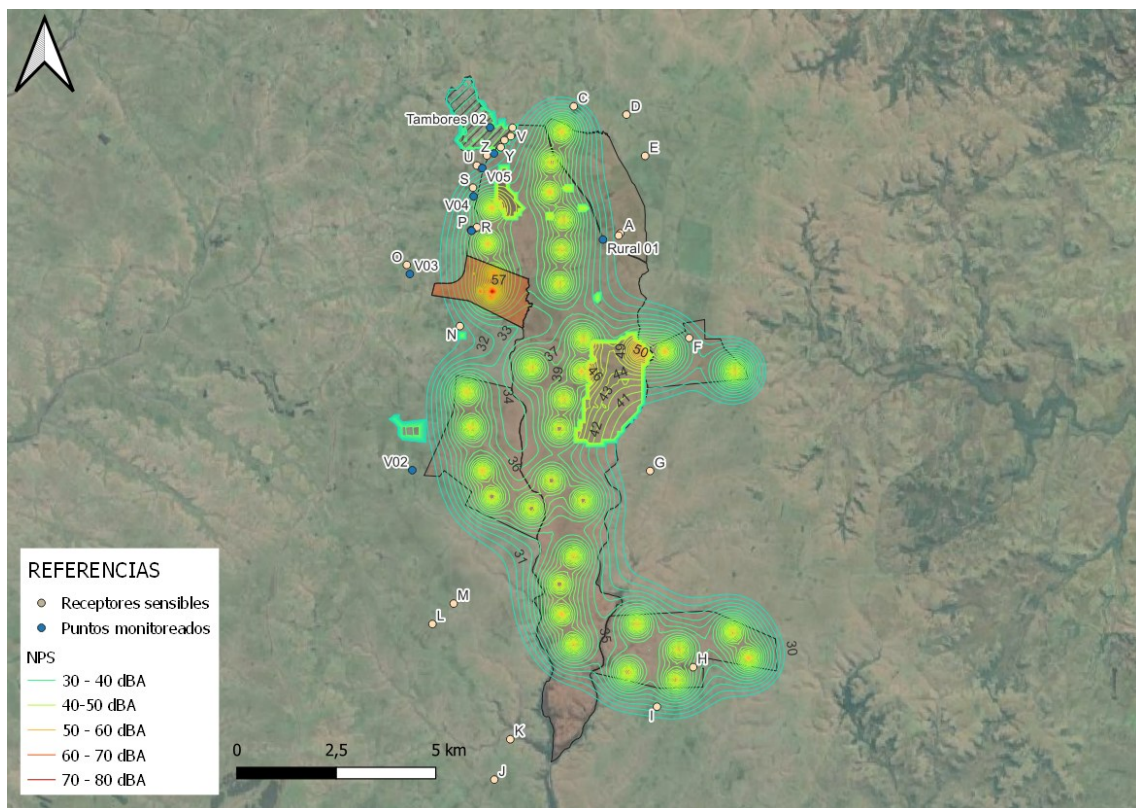 C
D
Tambores 02
V
E
Z
Y
U
V05
S
V04
P
R
A
Rural 01
O
V03
57
N
33
32
F
37
49
50
39
46
44
43
41
34
42
36
V02
G
31
M
L
35
H
30
I
K
J
REFERENCIAS
Receptores sensibles
Puntos monitoreados
NPS
30 - 40 dBA
40-50 dBA
50 - 60 dBA
60 - 70 dBA
70 - 80 dBA
0
2,5
5 km